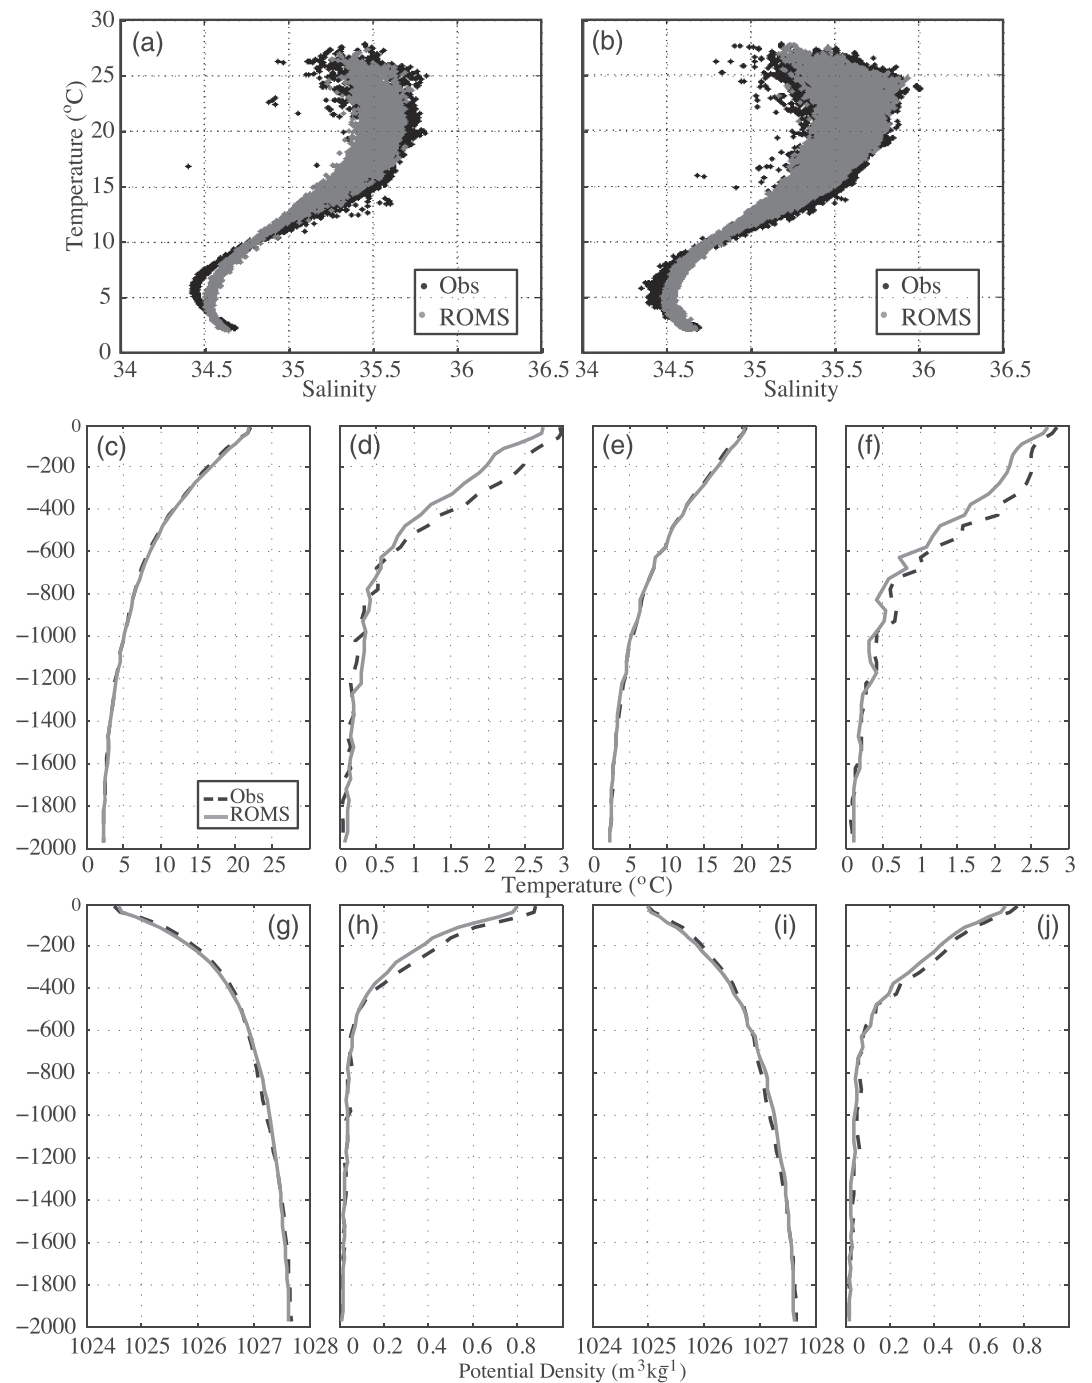 30
25
20
15
10
5
0
Temperature (°C)
(a)
Obs
ROMS
34 34.5 35 35.5 36 36.5
Salinity
(b)
Obs
ROMS
34 34.5 35 35.5 36 36.5
Salinity
0
−200
−400
−600
−800
−1000
−1200
−1400
−1600
−1800
−2000
(c)
Obs
ROMS
0 5 10 15 20 25
(d)
0 0.5 1 1.5 2 2.5 3
(e)
0 5 10 15 20 25
(f)
0 0.5 1 1.5 2 2.5 3
Temperature (°C)
0
−200
−400
−600
−800
−1000
−1200
−1400
−1600
−1800
−2000
(g)
1024 1025 1026 1027 1028
(h)
0 0.2 0.4 0.6 0.8
(i)
1024 1025 1026 1027 1028
(j)
0 0.2 0.4 0.6 0.8
Potential Density (m³kg⁻¹)